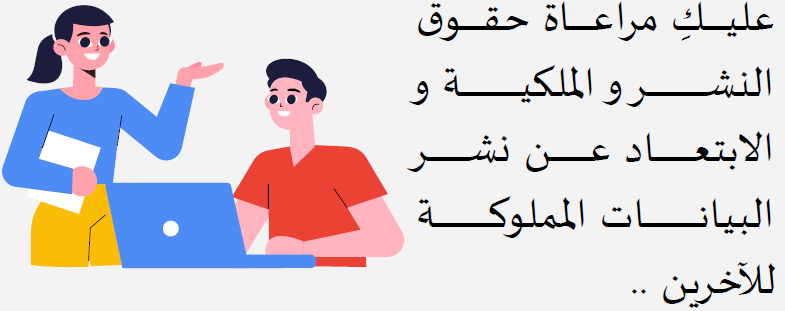 عليكِ مراعاة حقوق
النشر و الملكية و
الابتعاد عن نشر
البيانات المملوكة
للآخرين ..